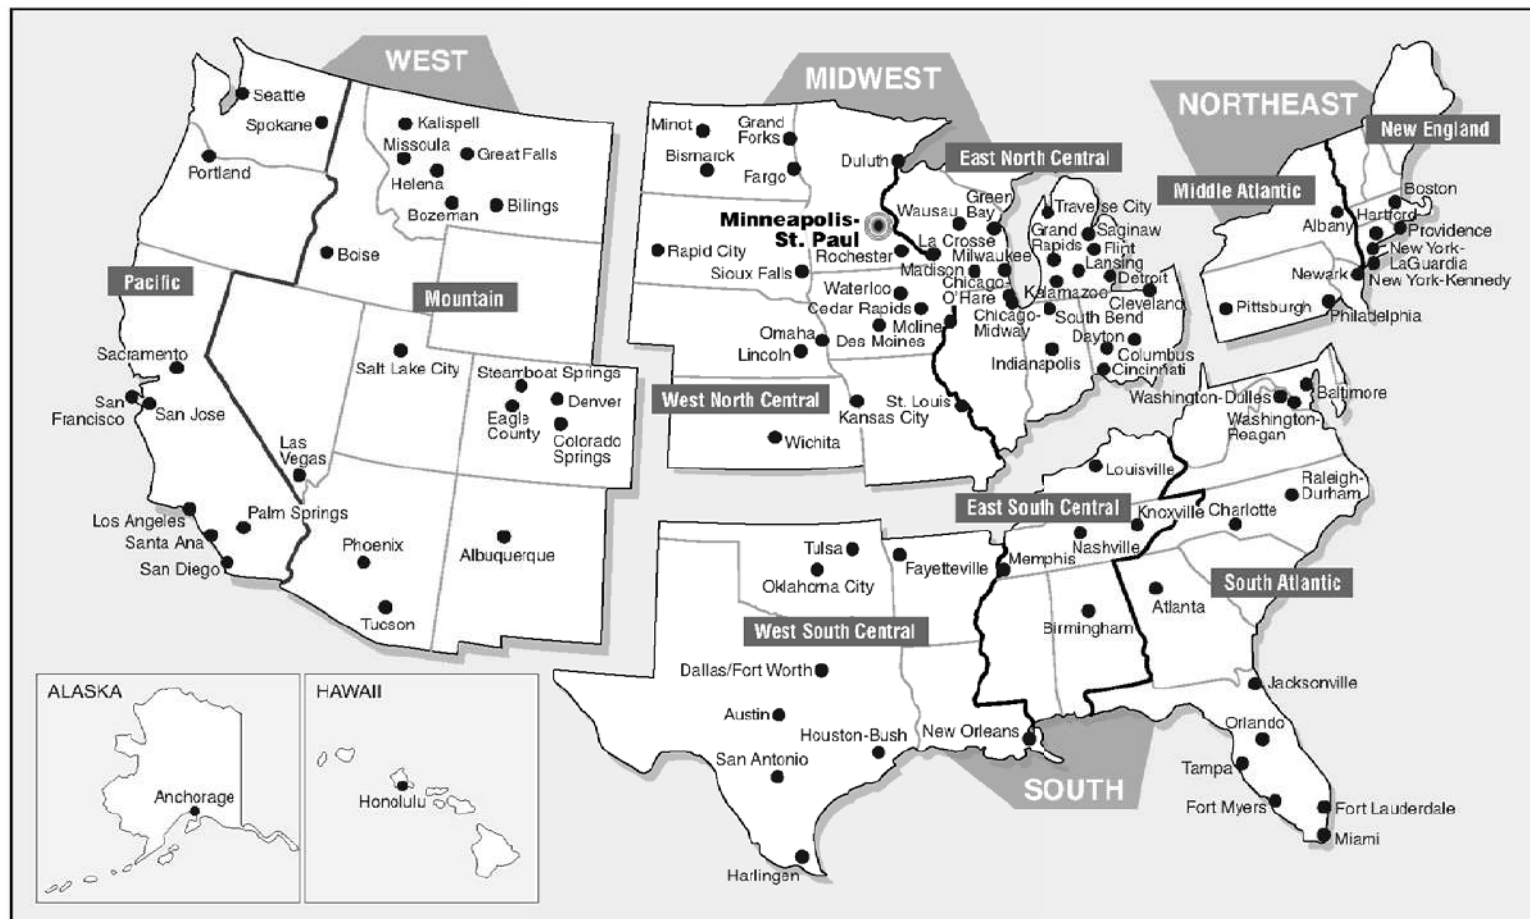 WEST
MIDWEST
NORTHEAST
New England
East North Central
Middle Atlantic
Pacific
Mountain
West North Central
East South Central
South Atlantic
West South Central
SOUTH
Seattle
Spokane
Portland
Kalispell
Missoula
Great Falls
Helena
Bozeman
Bilings
Boise
Sacramento
San
Francisco
San Jose
Salt Lake City
Steamboat Springs
Eagle
County
Denver
Colorado
Springs
Las
Vegas
Los Angeles
Palm Springs
Santa Ana
San Diego
Phoenix
Tucson
Albuquerque
Minot
Grand
Forks
Bismarck
Fargo
Duluth
Minneapolis-
St. Paul
Rapid City
Sioux Falls
Rochester
Waterloo
Cedar Rapids
Des Moines
Omaha
Lincoln
Kansas City
St. Louis
Wichita
Wausau
Green
Bay
La Crosse
Milwaukee
Madison
Chicago-
O'Hare
Chicago-
Midway
Moline
Traverse City
Grand
Rapids
Saginaw
Flint
Lansing
Detroit
Kalamazoo
South Bend
Cleveland
Dayton
Columbus
Cincinnati
Indianapolis
Boston
Albany
Hartford
Providence
New York-
LaGuardia
New York-Kennedy
Newark
Pittsburgh
Philadelphia
Baltimore
Washington-Dulles
Washington-
Reagan
Raleigh-
Durham
Charlotte
Louisville
Knoxville
Nashville
Memphis
Birmingham
Atlanta
Tulsa
Oklahoma City
Fayetteville
Dallas/Fort Worth
Austin
Houston-Bush
San Antonio
Harlingen
New Orleans
Jacksonville
Orlando
Tampa
Fort Myers
Fort Lauderdale
Miami
ALASKA
Anchorage
HAWAII
Honolulu